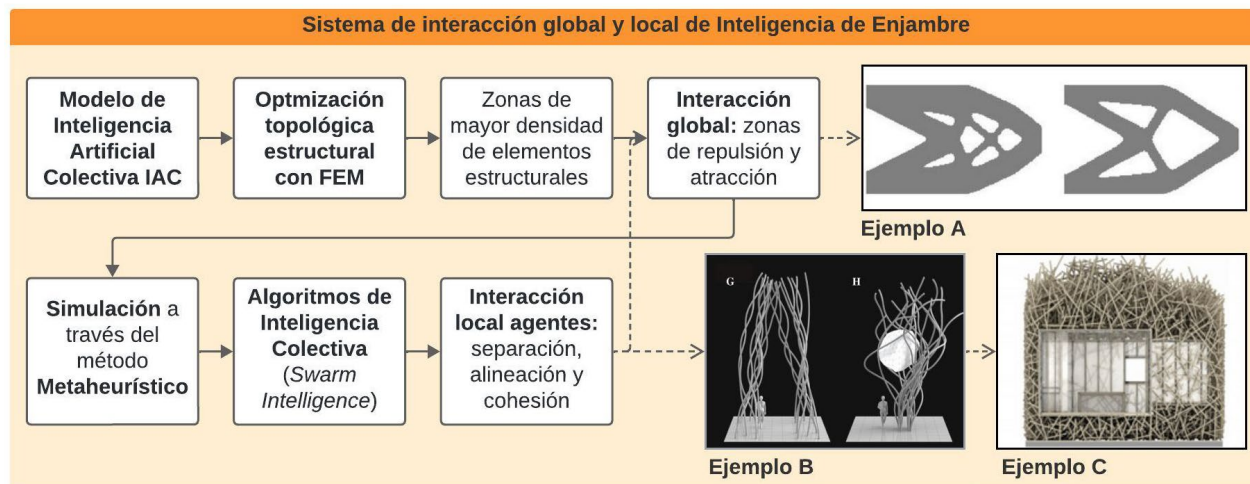 Sistema de interacción global y local de Inteligencia de Enjambre
Modelo de
Inteligencia
Artificial
Colectiva IAC
Optmización
topológica
estructural
con FEM
Zonas de
mayor densidad
de elementos
estructurales
Interacción
global: zonas
de repulsión y
atracción
Ejemplo A
Simulación a
través del
método
Metaheurístico
Algoritmos de
Inteligencia
Colectiva
(Swarm
Intelligence)
Interacción
local agentes:
separación,
alineación y
cohesión
G
H
Ejemplo B
Ejemplo C